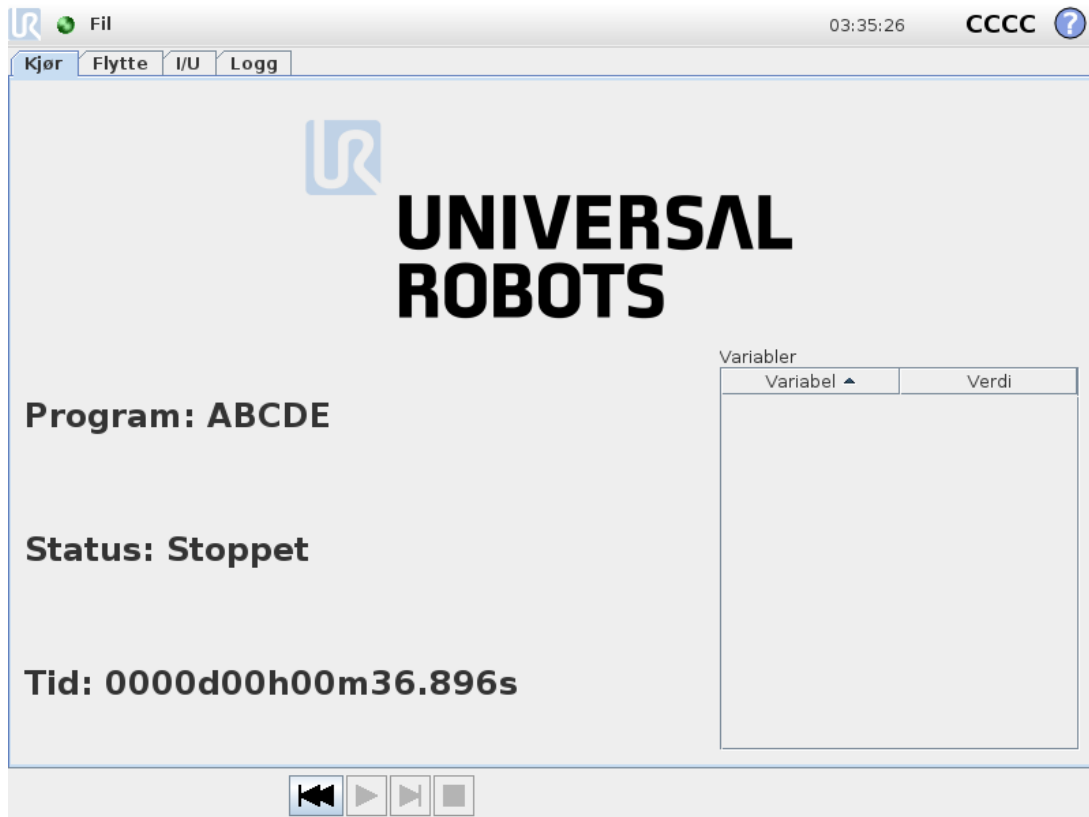 Fil 03:35:26 CCCC ?
Kjør Flytte I/U Logg
UR
UNIVERSAL
ROBOTS
Variabler
Variabel Verdi
Program: ABCDE
Status: Stoppet
Tid: 0000d00h00m36.896s